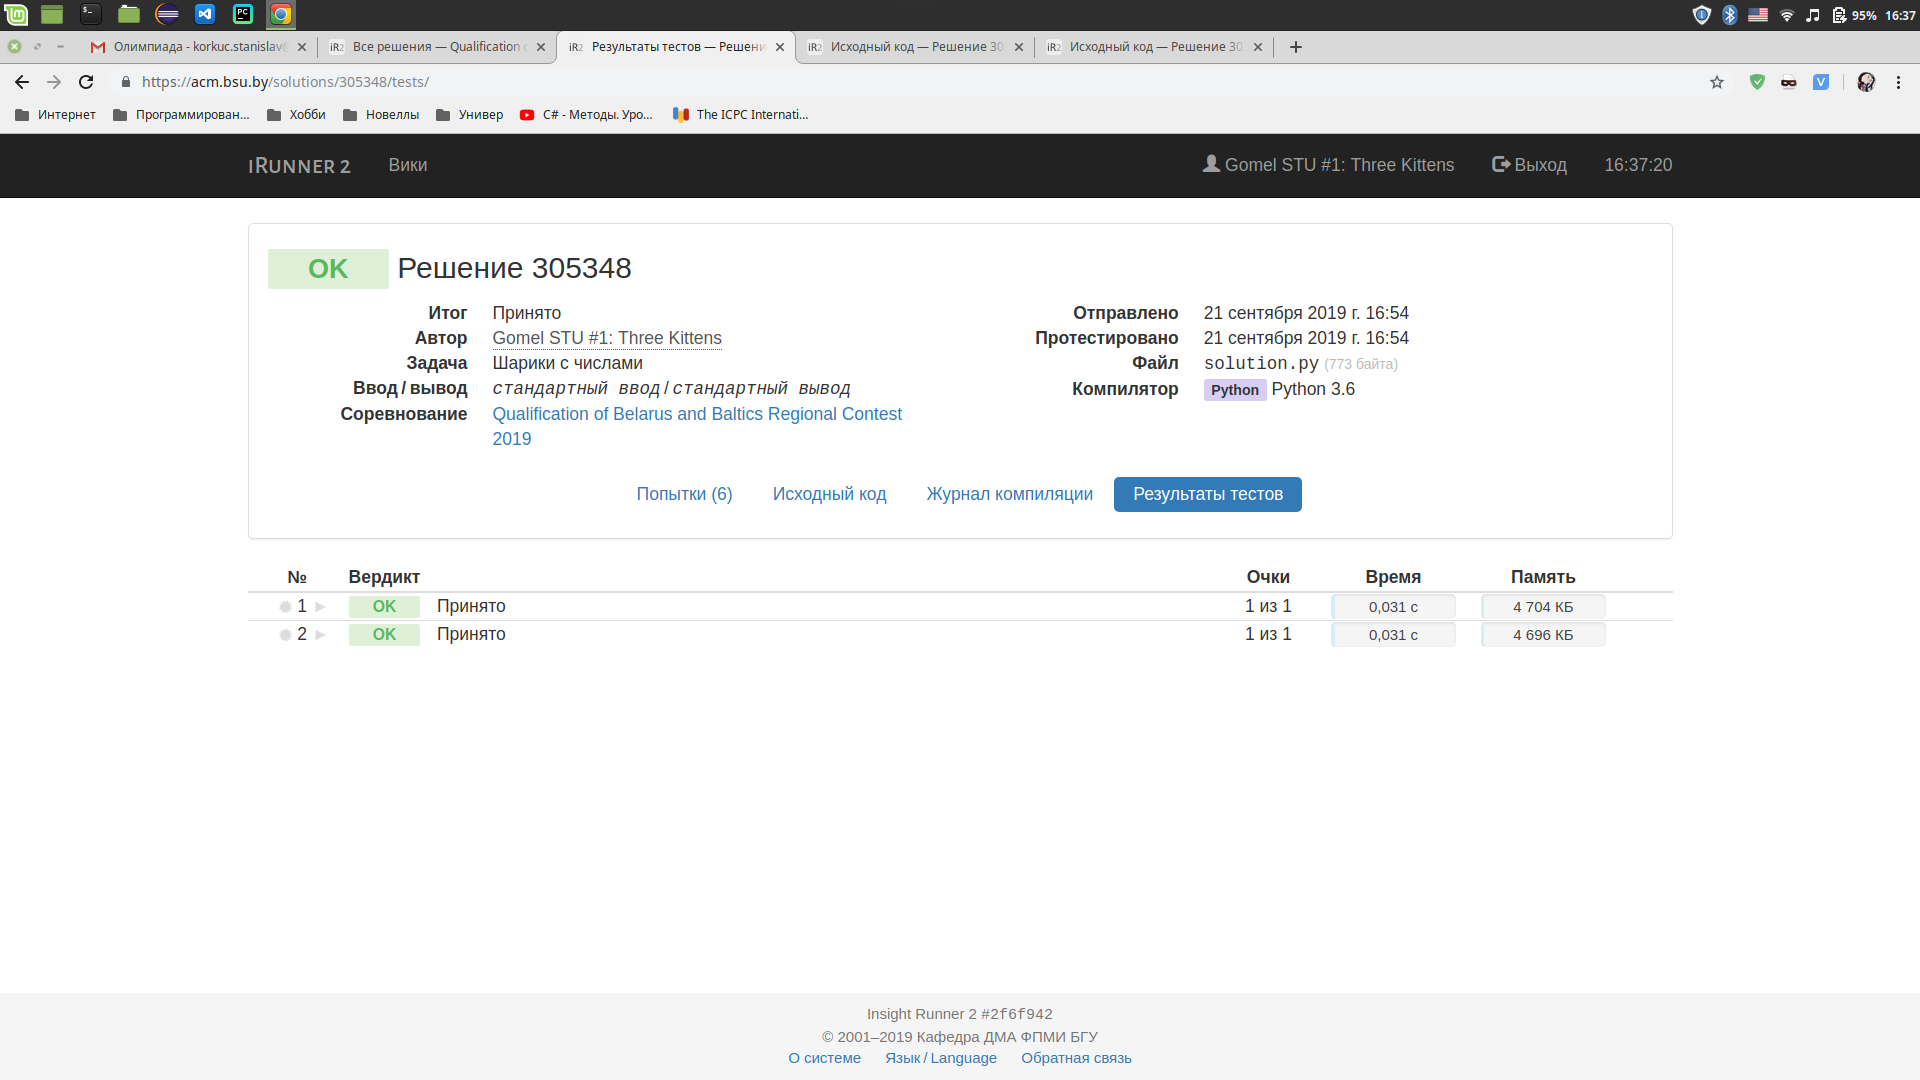 95% 16:37
Олимпиада - korkuc.stanislav@ Все решения — Qualification Результаты тестов — Решени Исходный код — Решение 30 Исходный код — Решение 30
https://acm.bsu.by/solutions/305348/tests/
Интернет Программирован... Хобби Новеллы Универ C# - Методы. Уро... The ICPC Internati...
iRunner 2 Вики Gomel STU #1: Three Kittens Выход 16:37:20
OK Решение 305348
Итог Принято
Автор Gomel STU #1: Three Kittens
Задача Шарики с числами
Ввод / вывод стандартный ввод / стандартный вывод
Соревнование Qualification of Belarus and Baltics Regional Contest
2019
Отправлено 21 сентября 2019 г. 16:54
Протестировано 21 сентября 2019 г. 16:54
Файл solution.py (773 байта)
Компилятор Python Python 3.6
Попытки (6) Исходный код Журнал компиляции Результаты тестов
№ Вердикт Очки Время Память
1 OK Принято 1 из 1 0,031 с 4 704 КБ
2 OK Принято 1 из 1 0,031 с 4 696 КБ
Insight Runner 2 #2f6f942
© 2001–2019 Кафедра ДМА ФПМИ БГУ
О системе Язык / Language Обратная связь